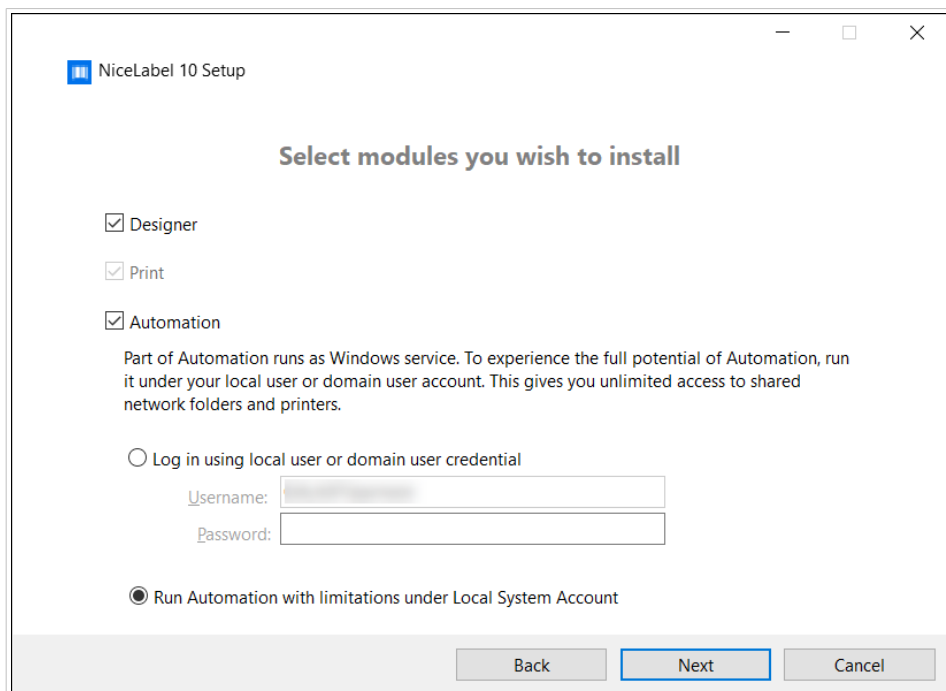 NiceLabel 10 Setup
Select modules you wish to install
Designer
Print
Automation
Part of Automation runs as Windows service. To experience the full potential of Automation, run
it under your local user or domain user account. This gives you unlimited access to shared
network folders and printers.
Log in using local user or domain user credential
Username:
Password:
Run Automation with limitations under Local System Account
Back Next Cancel